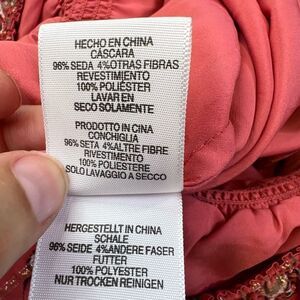 HECHO EN CHINA
CÁSCARA
96% SEDA 4%OTRAS FIBRAS
REVESTIMIENTO
100% POLIÉSTER
LAVAR EN
SECO SOLAMENTE
PRODOTTO IN CINA
CONCHIGLIA
96% SETA 4%ALTRE FIBRE
RIVESTIMENTO
100% POLIESTERE
SOLO LAVAGGIO A SECCO
HERGESTELLT IN CHINA
SCHALE
96% SEIDE 4%ANDERE FASER
FUTTER
100% POLYESTER
NUR TROCKEN REINIGEN